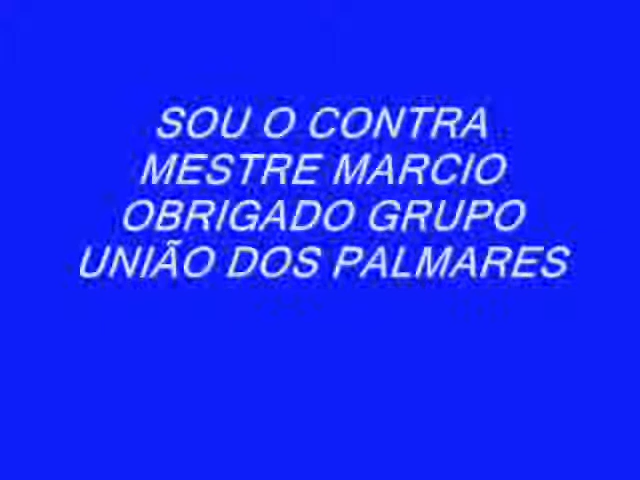 SOU O CONTRA
MESTRE MARCIO
OBRIGADO GRUPO
UNIÃO DOS PALMARES